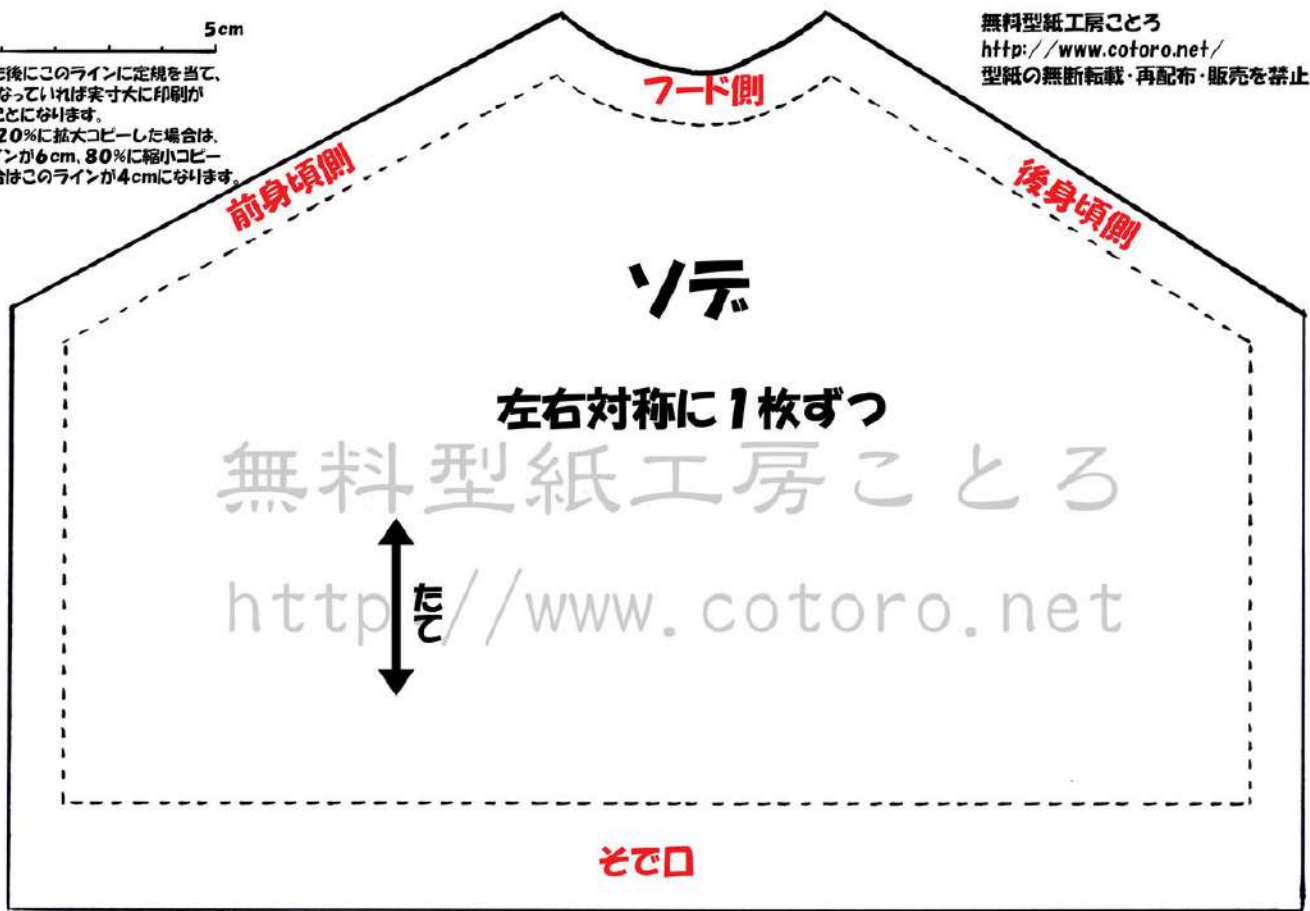 5cm
後にこのラインに定規を当て、
なっていれば実寸大に印刷が
ことになります。
20%に拡大コピーした場合は、
インが6cm、80%に縮小コピー
合はこのラインが4cmになります。
無料型紙工房ことろ
http://www.cotoro.net/
型紙の無断転載・再配布・販売を禁止
フード側
前身頃側
後身頃側
ソデ
左右対称に1枚ずつ
無料型紙工房ことろ
たて
http://www.cotoro.net
そで口